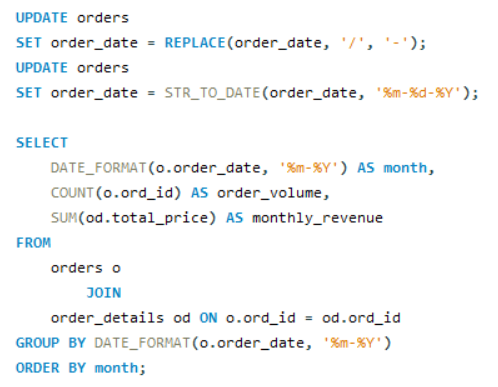 UPDATE orders
SET order_date = REPLACE(order_date, '/', '-');
UPDATE orders
SET order_date = STR_TO_DATE(order_date, '%m-%d-%Y');
SELECT
DATE_FORMAT(o.order_date, '%m-%Y') AS month,
COUNT(o.ord_id) AS order_volume,
SUM(od.total_price) AS monthly_revenue
FROM
orders o
JOIN
order_details od ON o.ord_id = od.ord_id
GROUP BY DATE_FORMAT(o.order_date, '%m-%Y')
ORDER BY month;